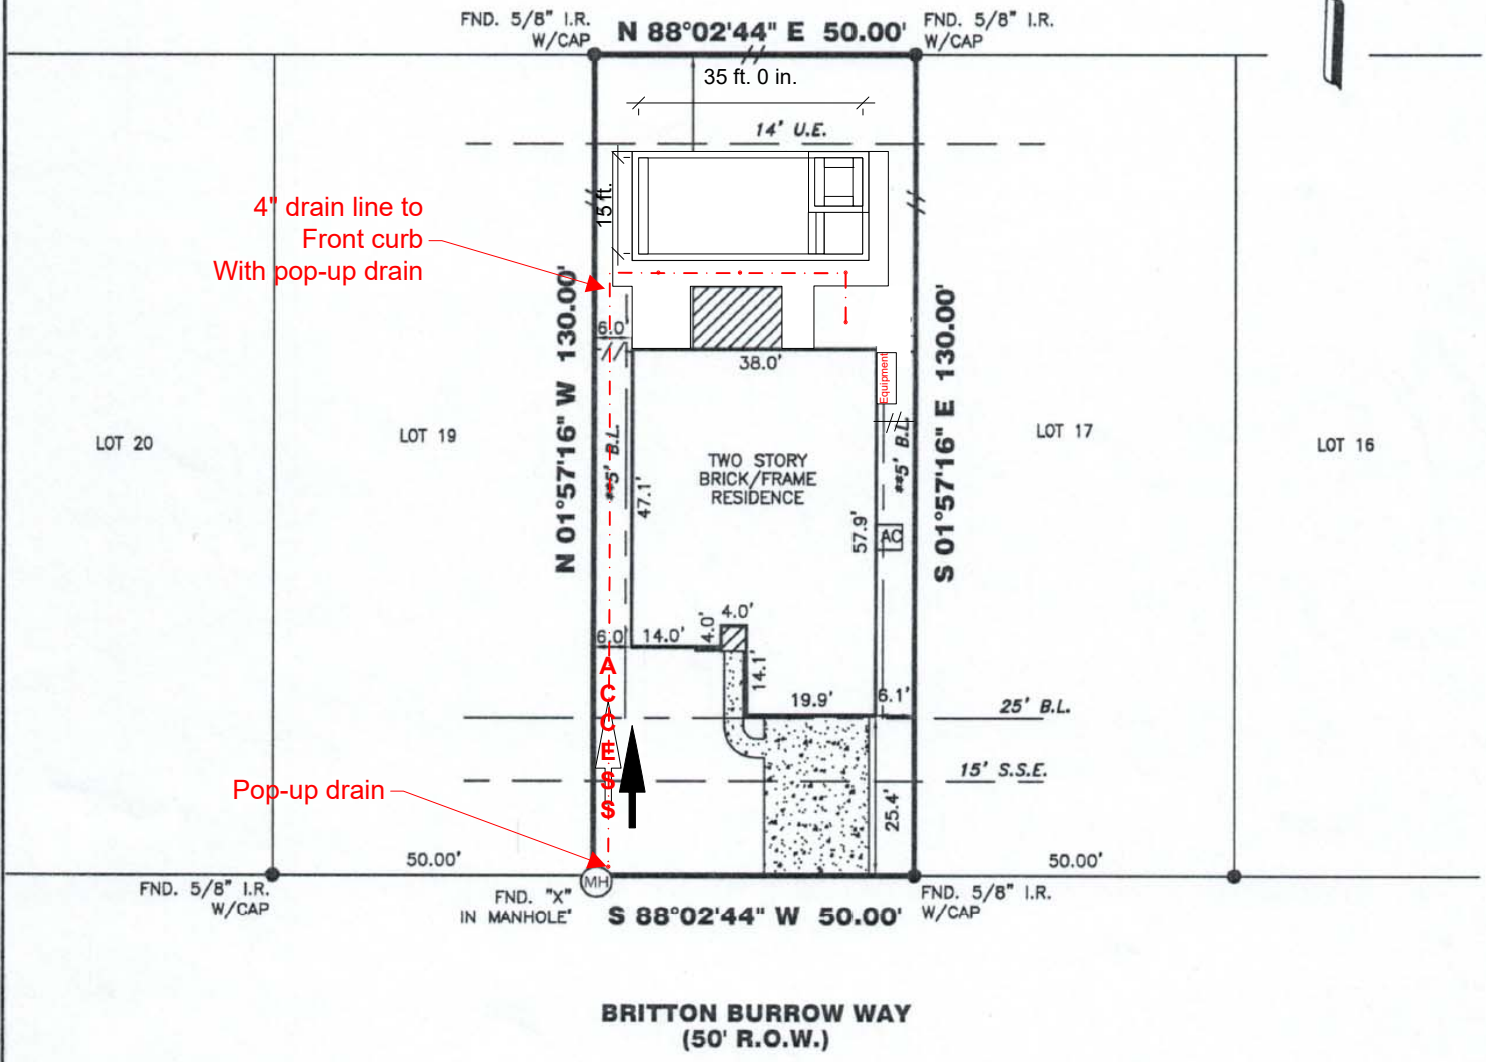 FND. 5/8" I.R.
W/CAP
N 88°02'44" E 50.00'
FND. 5/8" I.R.
W/CAP
35 ft. 0 in.
14' U.E.
15 ft.
4" drain line to
Front curb
With pop-up drain
N 01°57'16" W 130.00'
S 01°57'16" E 130.00'
6.0'
38.0'
Equipment
LOT 20
LOT 19
**5' B.L.
47.1'
TWO STORY
BRICK/FRAME
RESIDENCE
57.9'
AC
**5' B.L.
LOT 17
LOT 16
6.0'
14.0'
4.0'
4.0'
14.1'
19.9'
6.1'
ACCESS
25' B.L.
15' S.S.E.
Pop-up drain
25.4'
50.00'
50.00'
FND. 5/8" I.R.
W/CAP
MH
FND. "X"
IN MANHOLE
S 88°02'44" W 50.00'
FND. 5/8" I.R.
W/CAP
BRITTON BURROW WAY
(50' R.O.W.)